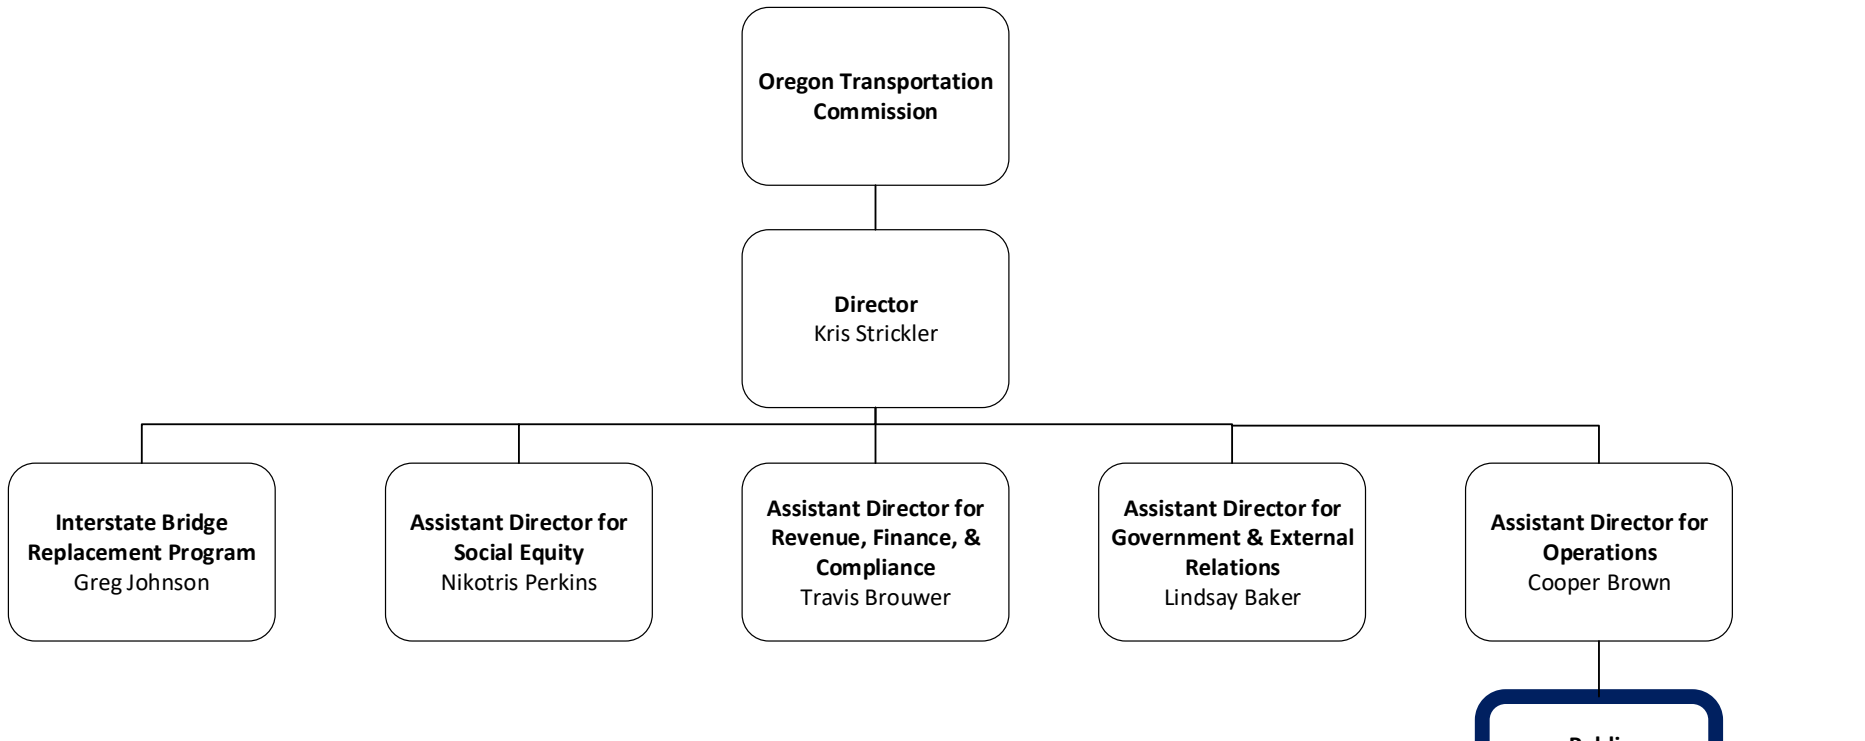 Oregon Transportation
Commission
Director
Kris Strickler
Interstate Bridge
Replacement Program
Greg Johnson
Assistant Director for
Social Equity
Nikotris Perkins
Assistant Director for
Revenue, Finance, &
Compliance
Travis Brouwer
Assistant Director for
Government & External
Relations
Lindsay Baker
Assistant Director for
Operations
Cooper Brown